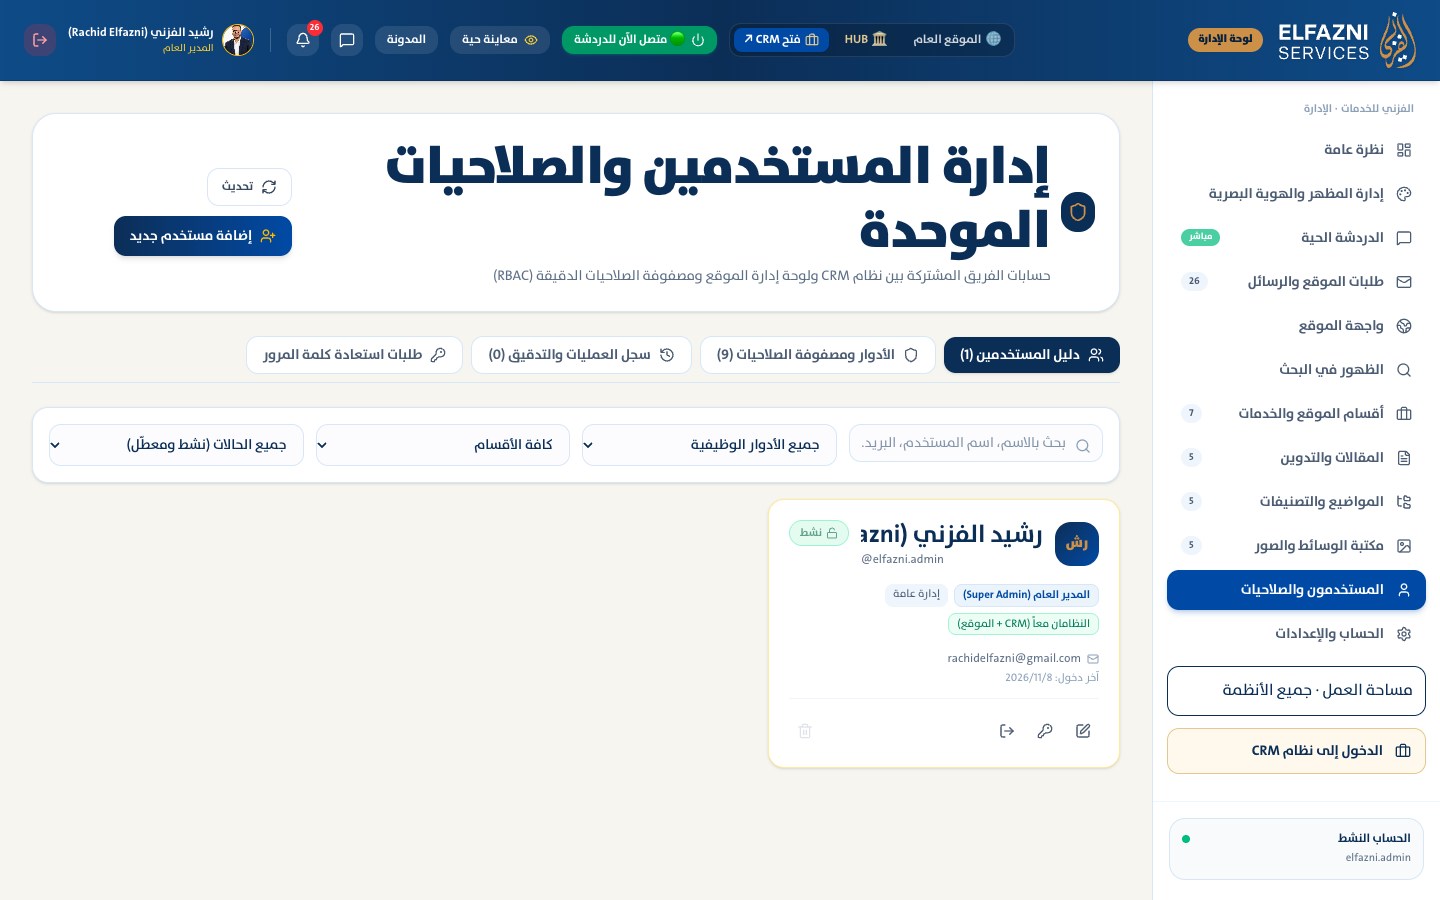 ELFAZNI
SERVICES
لوحة الإدارة
الموقع العام
HUB
فتح CRM ↗
متصل الآن للدردشة
معاينة حية
المدونة
26
رشيد الفزني (Rachid Elfazni)
المدير العام
الفزني للخدمات · الإدارة
نظرة عامة
إدارة المظهر والهوية البصرية
الدردشة الحية
مباشر
طلبات الموقع والرسائل
26
واجهة الموقع
الظهور في البحث
أقسام الموقع والخدمات
7
المقالات والتدوين
5
المواضيع والتصنيفات
5
مكتبة الوسائط والصور
5
المستخدمون والصلاحيات
الحساب والإعدادات
مساحة العمل · جميع الأنظمة
الدخول إلى نظام CRM
الحساب النشط
elfazni.admin
إدارة المستخدمين والصلاحيات
الموحدة
حسابات الفريق المشتركة بين نظام CRM ولوحة إدارة الموقع ومصفوفة الصلاحيات الدقيقة (RBAC)
تحديث
إضافة مستخدم جديد
دليل المستخدمين (1)
الأدوار ومصفوفة الصلاحيات (9)
سجل العمليات والتدقيق (0)
طلبات استعادة كلمة المرور
بحث بالاسم، اسم المستخدم، البريد.
جميع الأدوار الوظيفية
كافة الأقسام
جميع الحالات (نشط ومعطّل)
رش
رشيد الفزني (azni
نشط
@elfazni.admin
المدير العام (Super Admin)
إدارة عامة
النظامان معاً (CRM + الموقع)
rachidelfazni@gmail.com
آخر دخول: 2026/11/8